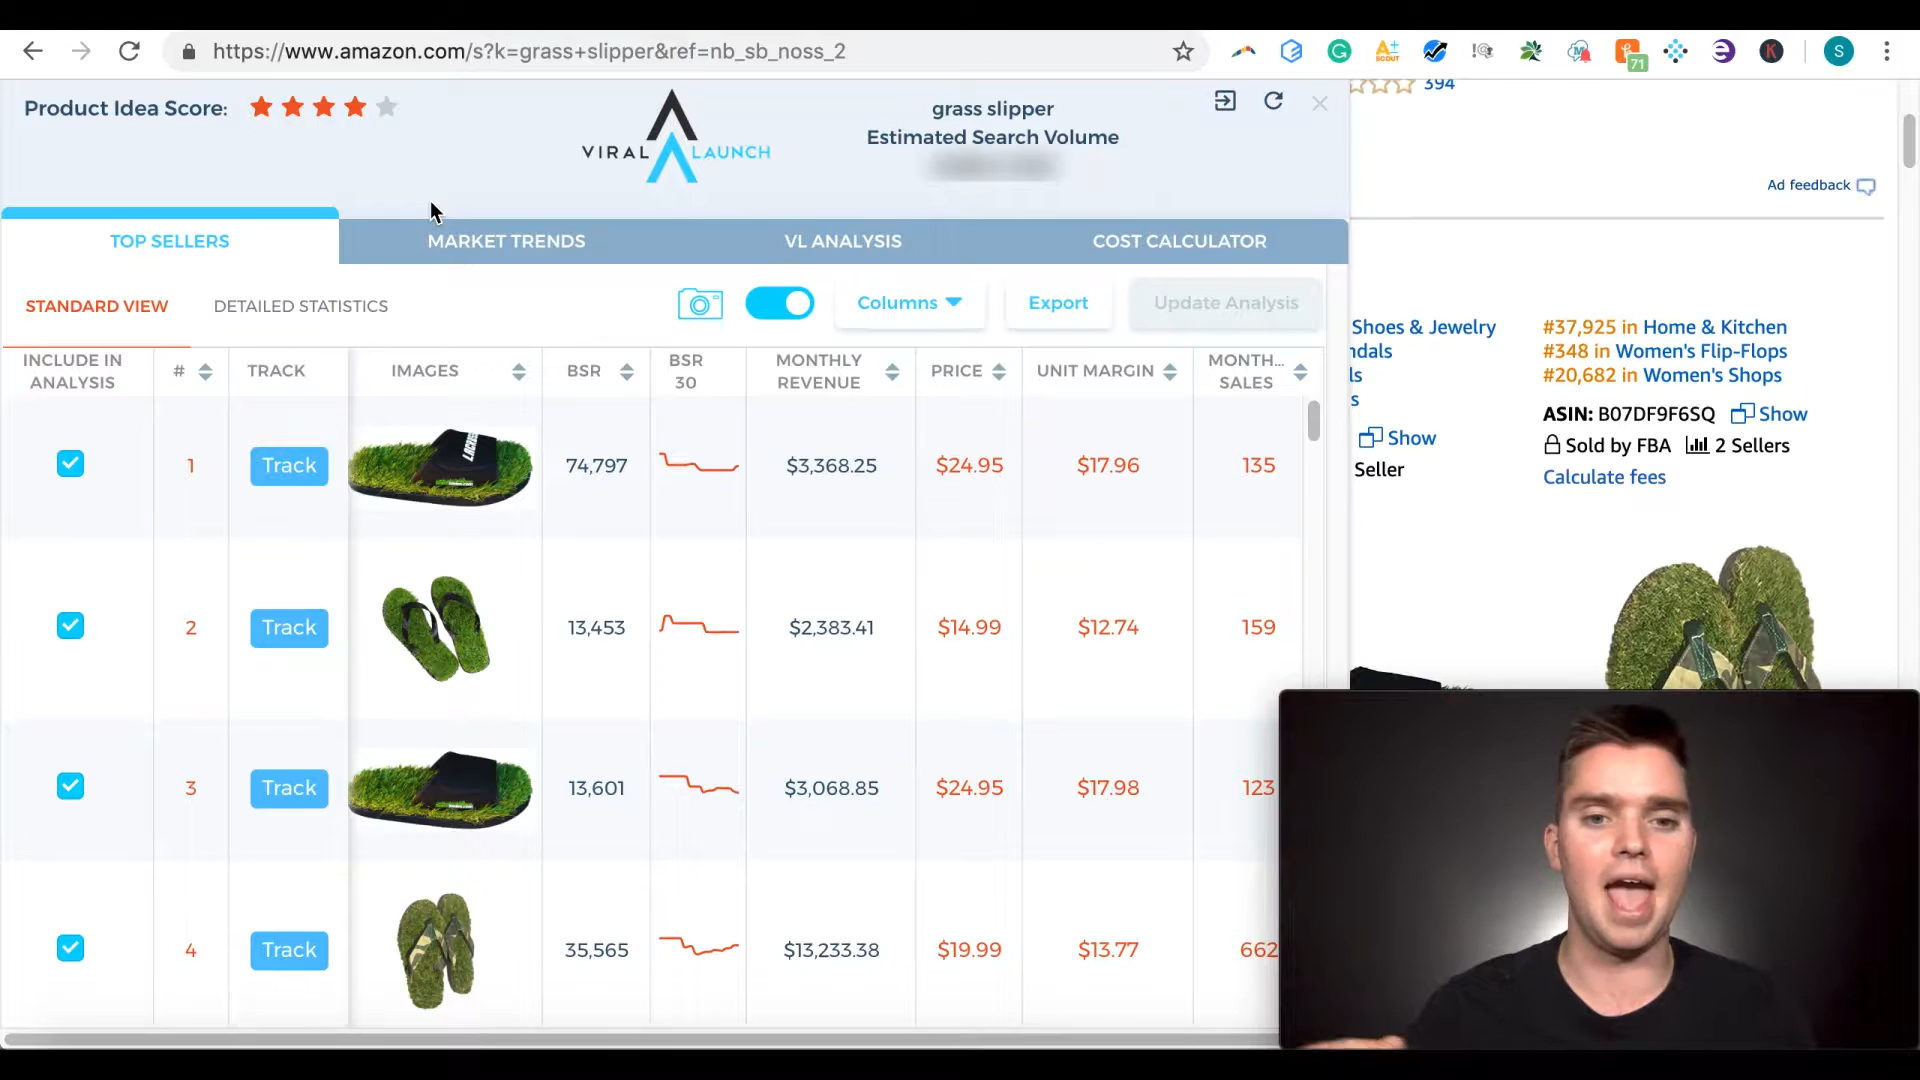 https://www.amazon.com/s?k=grass+slipper&ref=nb_sb_noss_2
A±
SCOUT
71
K
S
Product Idea Score:
VIRAL LAUNCH
grass slipper
Estimated Search Volume
394
Ad feedback
TOP SELLERS
MARKET TRENDS
VL ANALYSIS
COST CALCULATOR
STANDARD VIEW
DETAILED STATISTICS
Columns
Export
Update Analysis
INCLUDE IN
ANALYSIS
#
TRACK
IMAGES
BSR
BSR
30
MONTHLY
REVENUE
PRICE
UNIT MARGIN
MONTH...
SALES
1
Track
74,797
$3,368.25
$24.95
$17.96
135
2
Track
13,453
$2,383.41
$14.99
$12.74
159
3
Track
13,601
$3,068.85
$24.95
$17.98
123
4
Track
35,565
$13,233.38
$19.99
$13.77
662
Shoes & Jewelry
ndals
ls
s
Show
Seller
#37,925 in Home & Kitchen
#348 in Women's Flip-Flops
#20,682 in Women's Shops
ASIN: B07DF9F6SQ Show
Sold by FBA 2 Sellers
Calculate fees